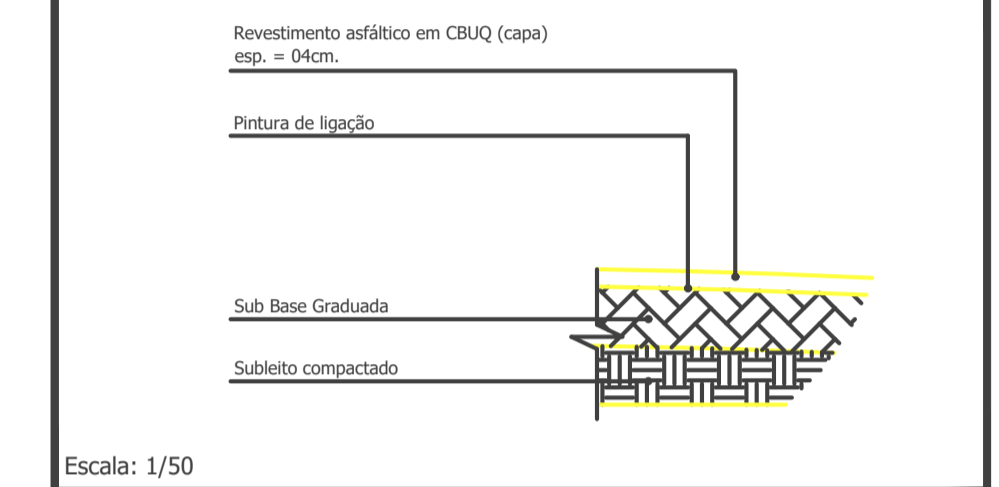 Revestimento asfáltico em CBUQ (capa)
esp. = 04cm.
Pintura de ligação
Sub Base Graduada
Subleito compactado
Escala: 1/50